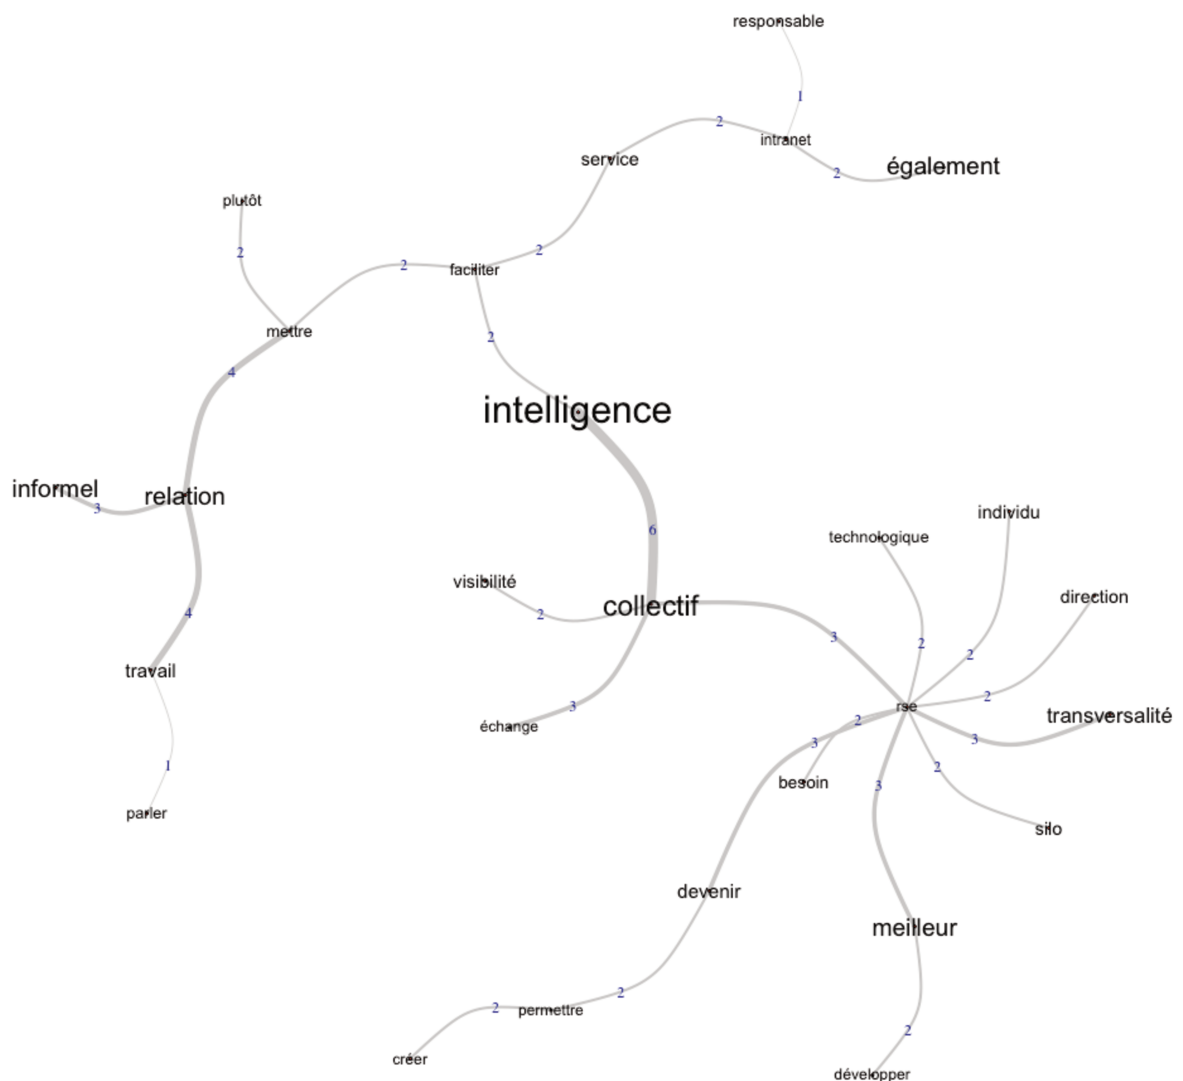 responsable
1
2
intranet
service
également
2
plutôt
2
2
2
faciliter
mettre
2
4
intelligence
informel
relation
3
individu
6
technologique
visibilité
direction
collectif
2
4
3
2
2
travail
2
rse
3
transversalité
échange
2
3
3
1
2
besoin
3
parler
silo
devenir
meilleur
2
2
permettre
2
créer
développer